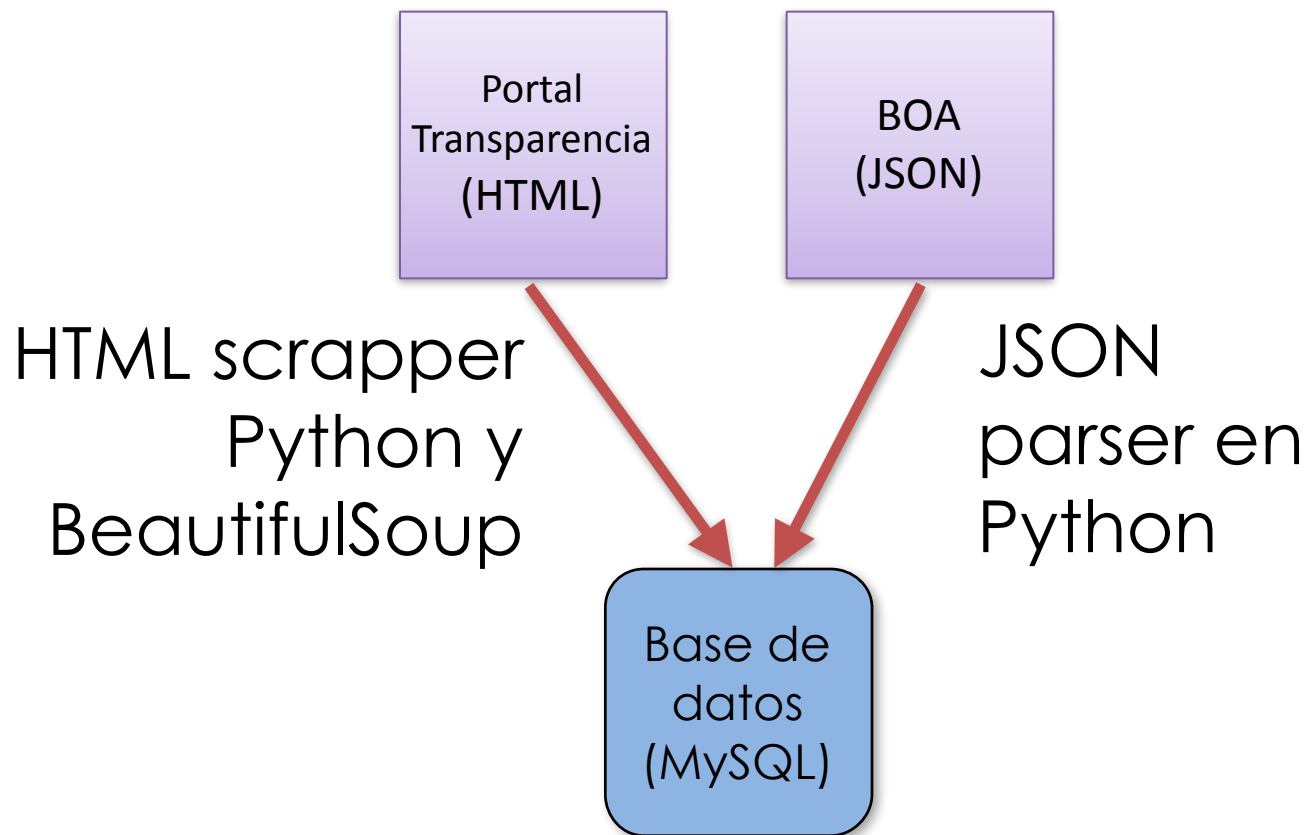 Portal
Transparencia
(HTML)
BOA
(JSON)
HTML scrapper
Python y
BeautifulSoup
JSON
parser en
Python
Base de
datos
(MySQL)